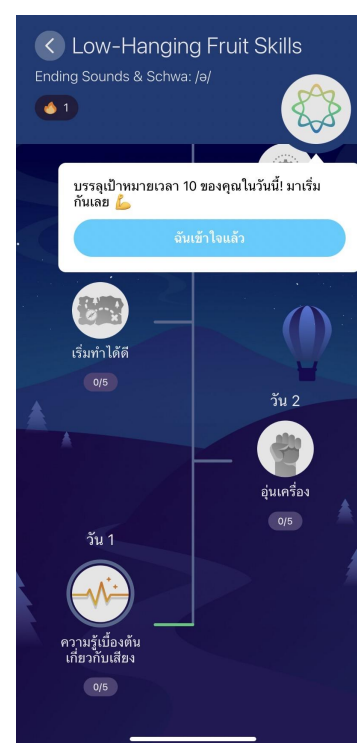 Low-Hanging Fruit Skills
Ending Sounds & Schwa: /ə/
1
บรรลุเป้าหมายเวลา 10 ของคุณในวันนี้! มาเริ่ม
กันเลย 💪
ฉันเข้าใจแล้ว
เริ่มทำได้ดี
0/5
วัน 2
อุ่นเครื่อง
0/5
วัน 1
ความรู้เบื้องต้น
เกี่ยวกับเสียง
0/5